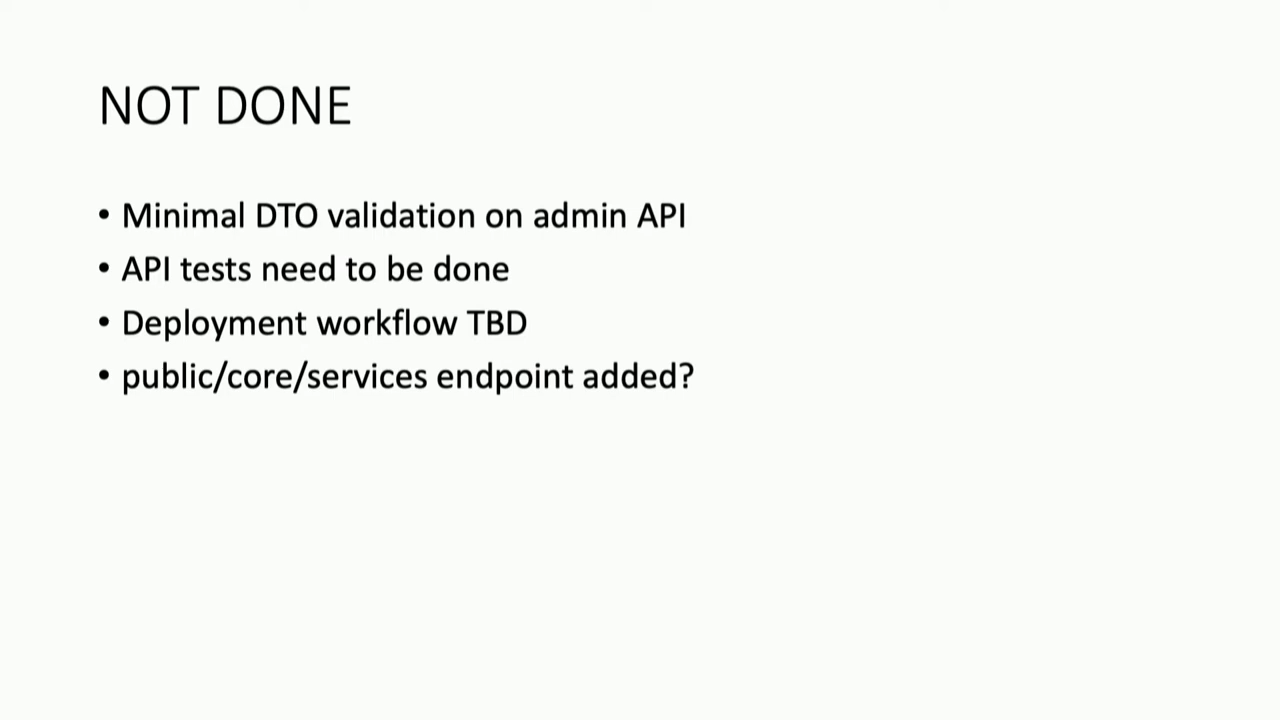 NOT DONE
• Minimal DTO validation on admin API
• API tests need to be done
• Deployment workflow TBD
• public/core/services endpoint added?